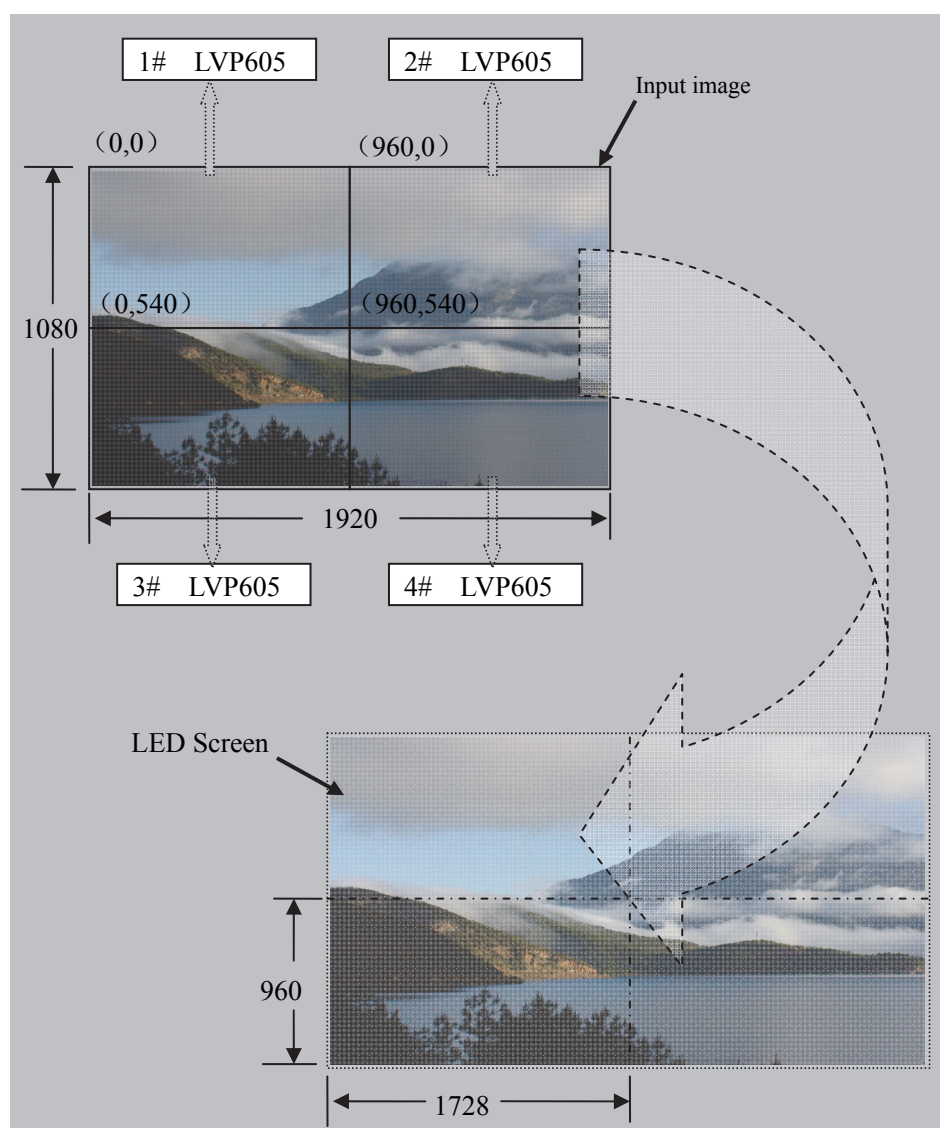 1# LVP605
2# LVP605
Input image
（0,0）
（960,0）
（0,540）
（960,540）
1080
1920
3# LVP605
4# LVP605
LED Screen
960
1728